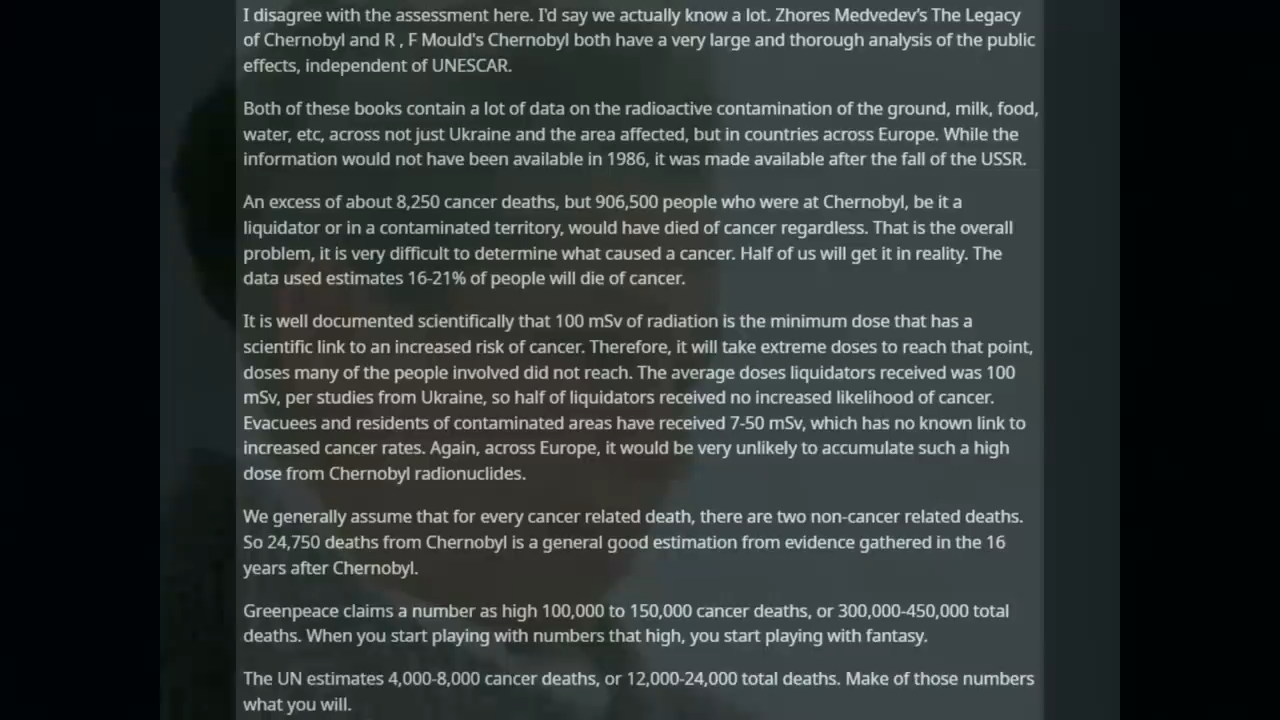 I disagree with the assessment here. I'd say we actually know a lot. Zhores Medvedev's The Legacy
of Chernobyl and R , F Mould's Chernobyl both have a very large and thorough analysis of the public
effects, independent of UNESCAR.
Both of these books contain a lot of data on the radioactive contamination of the ground, milk, food,
water, etc, across not just Ukraine and the area affected, but in countries across Europe. While the
information would not have been available in 1986, it was made available after the fall of the USSR.
An excess of about 8,250 cancer deaths, but 906,500 people who were at Chernobyl, be it a
liquidator or in a contaminated territory, would have died of cancer regardless. That is the overall
problem, it is very difficult to determine what caused a cancer. Half of us will get it in reality. The
data used estimates 16-21% of people will die of cancer.
It is well documented scientifically that 100 mSv of radiation is the minimum dose that has a
scientific link to an increased risk of cancer. Therefore, it will take extreme doses to reach that point,
doses many of the people involved did not reach. The average doses liquidators received was 100
mSv, per studies from Ukraine, so half of liquidators received no increased likelihood of cancer.
Evacuees and residents of contaminated areas have received 7-50 mSv, which has no known link to
increased cancer rates. Again, across Europe, it would be very unlikely to accumulate such a high
dose from Chernobyl radionuclides.
We generally assume that for every cancer related death, there are two non-cancer related deaths.
So 24,750 deaths from Chernobyl is a general good estimation from evidence gathered in the 16
years after Chernobyl.
Greenpeace claims a number as high 100,000 to 150,000 cancer deaths, or 300,000-450,000 total
deaths. When you start playing with numbers that high, you start playing with fantasy.
The UN estimates 4,000-8,000 cancer deaths, or 12,000-24,000 total deaths. Make of those numbers
what you will.